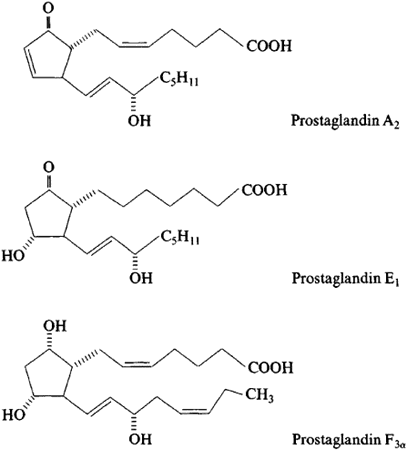 O
COOH
C₅H₁₁
OH
Prostaglandin A₂
O
COOH
C₅H₁₁
HO
OH
Prostaglandin E₁
OH
COOH
CH₃
HO
OH
Prostaglandin F₃α